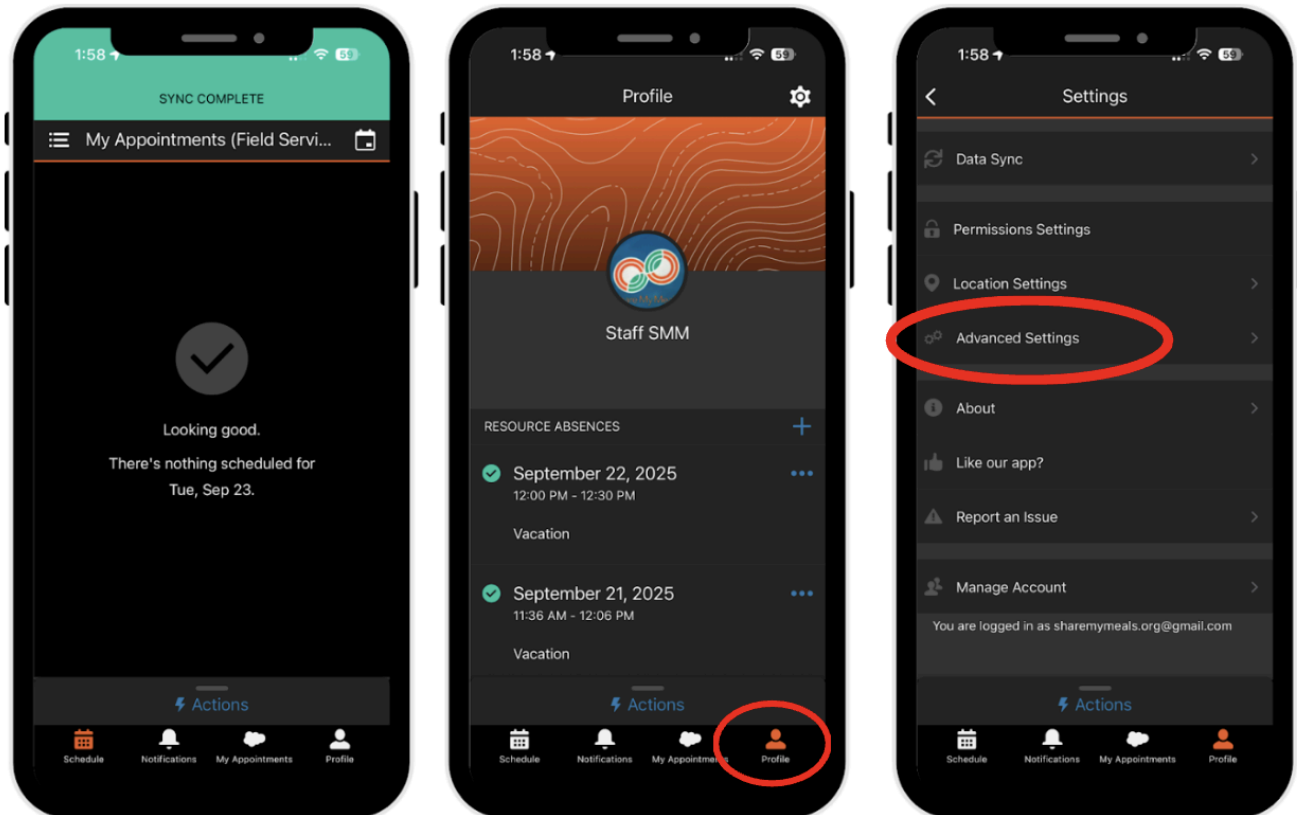 1:58
59
SYNC COMPLETE
My Appointments (Field Servi...
Looking good.
There's nothing scheduled for
Tue, Sep 23.
Actions
Schedule
Notifications
My Appointments
Profile
1:58
59
Profile
Staff SMM
RESOURCE ABSENCES
September 22, 2025
12:00 PM - 12:30 PM
Vacation
September 21, 2025
11:36 AM - 12:06 PM
Vacation
Actions
Schedule
Notifications
My Appointments
Profile
1:58
59
Settings
Data Sync
Permissions Settings
Location Settings
Advanced Settings
About
Like our app?
Report an Issue
Manage Account
You are logged in as sharemymeals.org@gmail.com
Actions
Schedule
Notifications
My Appointments
Profile